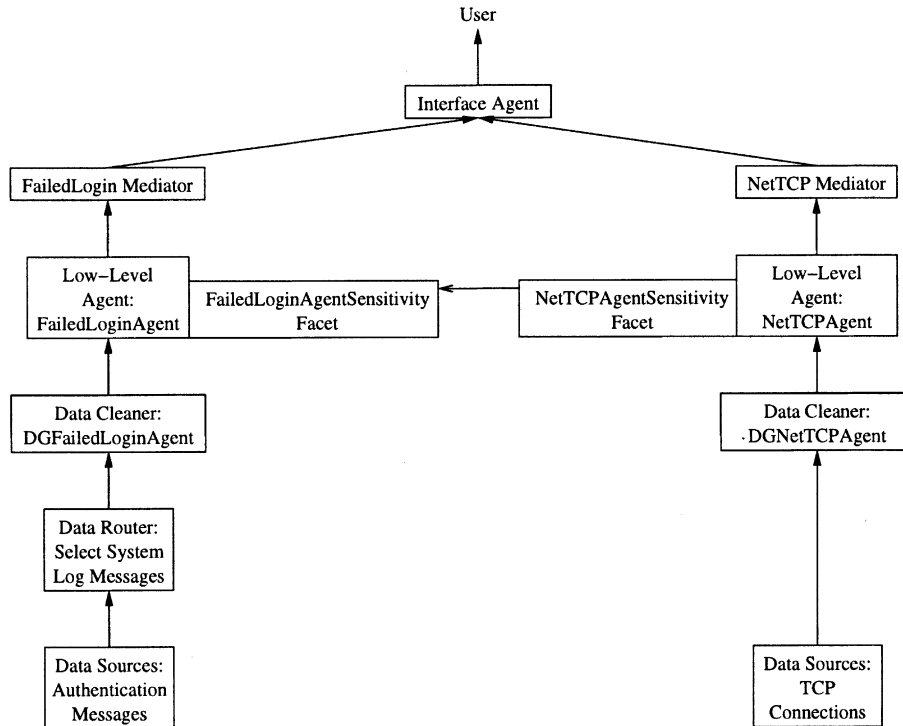 User
Interface Agent
FailedLogin Mediator
NetTCP Mediator
Low–Level
Agent:
FailedLoginAgent
FailedLoginAgentSensitivity
Facet
NetTCPAgentSensitivity
Facet
Low–Level
Agent:
NetTCPAgent
Data Cleaner:
DGFailedLoginAgent
Data Cleaner:
DGNetTCPAgent
Data Router:
Select System
Log Messages
Data Sources:
Authentication
Messages
Data Sources:
TCP
Connections